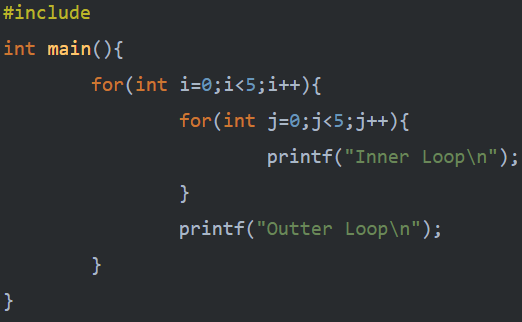 #include
int main(){
for(int i=0;i<5;i++){
for(int j=0;j<5;j++){
printf("Inner Loop\n");
}
printf("Outter Loop\n");
}
}